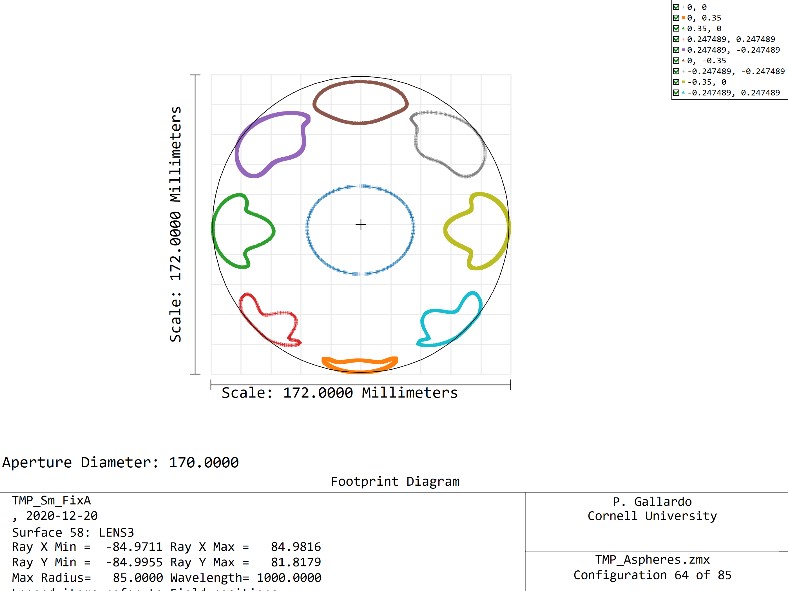 0, 0
0, 0.35
0.35, 0
0.247489, 0.247489
0.247489, -0.247489
0, -0.35
-0.247489, -0.247489
-0.35, 0
-0.247489, 0.247489
Scale: 172.0000 Millimeters
Scale: 172.0000 Millimeters
Aperture Diameter: 170.0000
Footprint Diagram
TMP_Sm_FixA
, 2020-12-20
Surface 58: LENS3
Ray X Min = -84.9711 Ray X Max = 84.9816
Ray Y Min = -84.9955 Ray Y Max = 81.8179
Max Radius= 85.0000 Wavelength= 1000.0000
P. Gallardo
Cornell University
TMP_Aspheres.zmx
Configuration 64 of 85